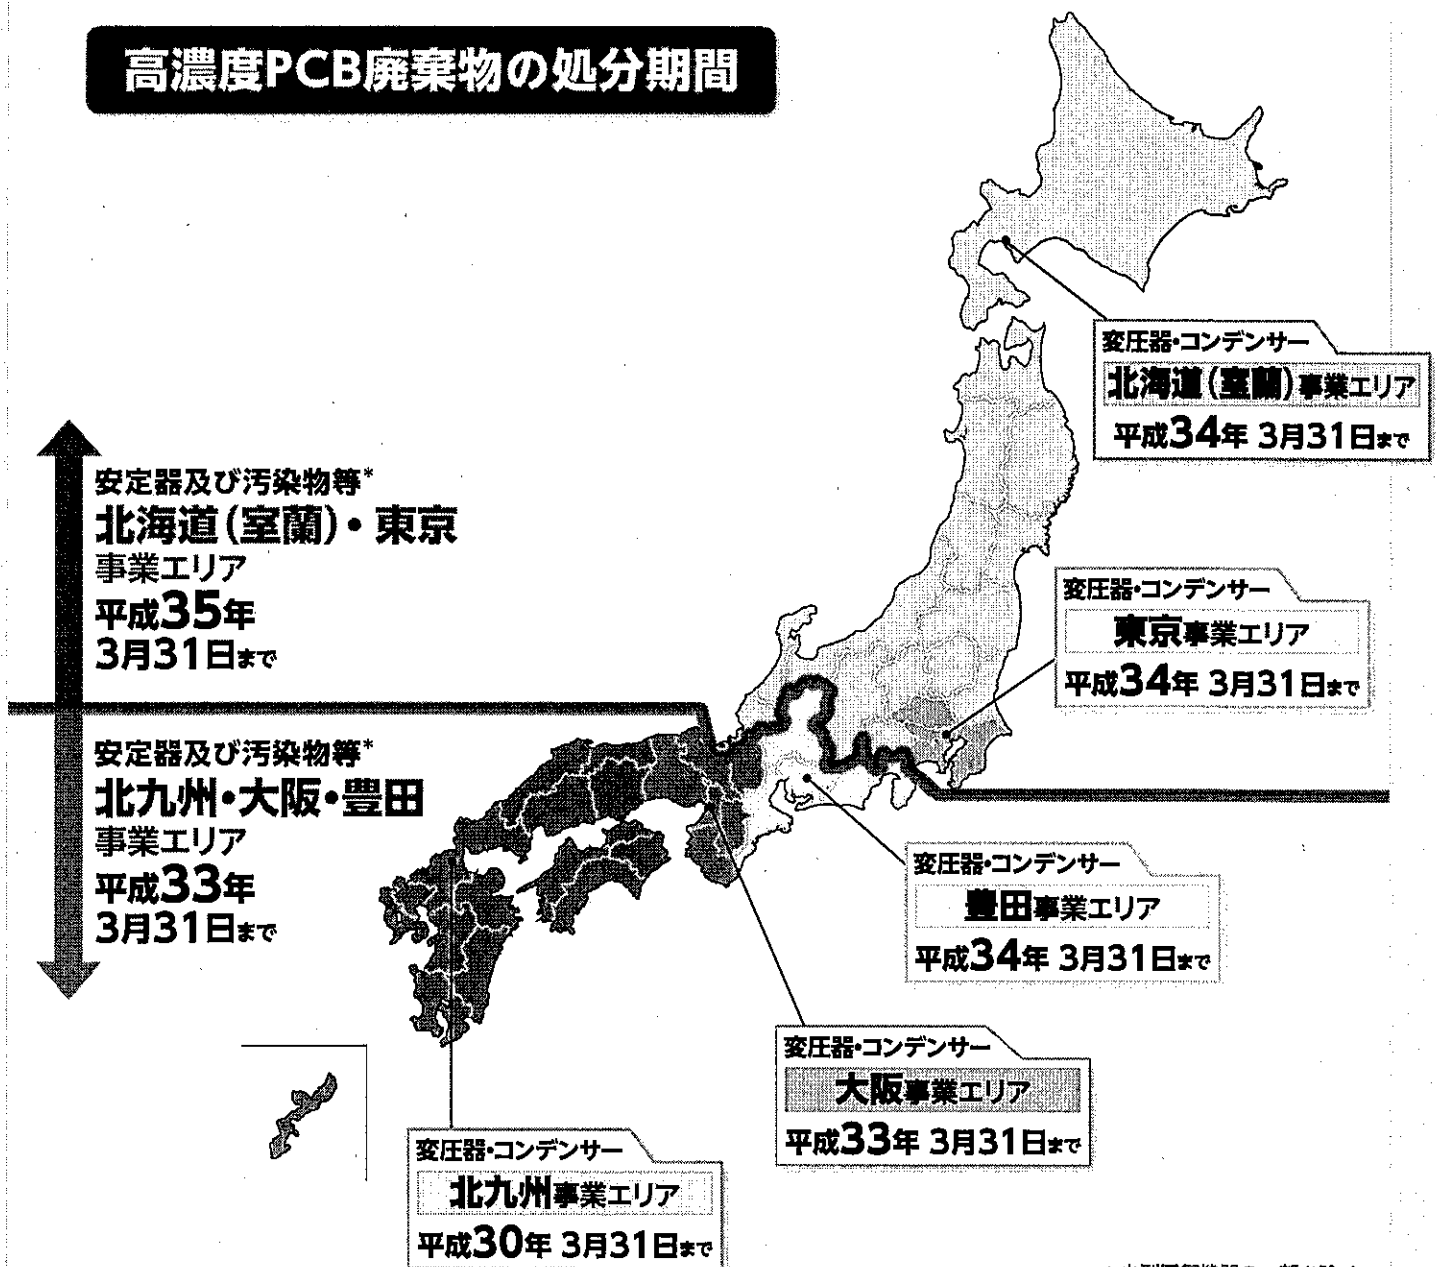 高濃度PCB廃棄物の処分期間
変圧器・コンデンサー
北海道(室蘭)事業エリア
平成34年 3月31日まで
安定器及び汚染物等*
北海道(室蘭)・東京
事業エリア
平成35年
3月31日まで
変圧器・コンデンサー
東京事業エリア
平成34年 3月31日まで
安定器及び汚染物等*
北九州・大阪・豊田
事業エリア
平成33年
3月31日まで
変圧器・コンデンサー
豊田事業エリア
平成34年 3月31日まで
変圧器・コンデンサー
大阪事業エリア
平成33年 3月31日まで
変圧器・コンデンサー
北九州事業エリア
平成30年 3月31日まで